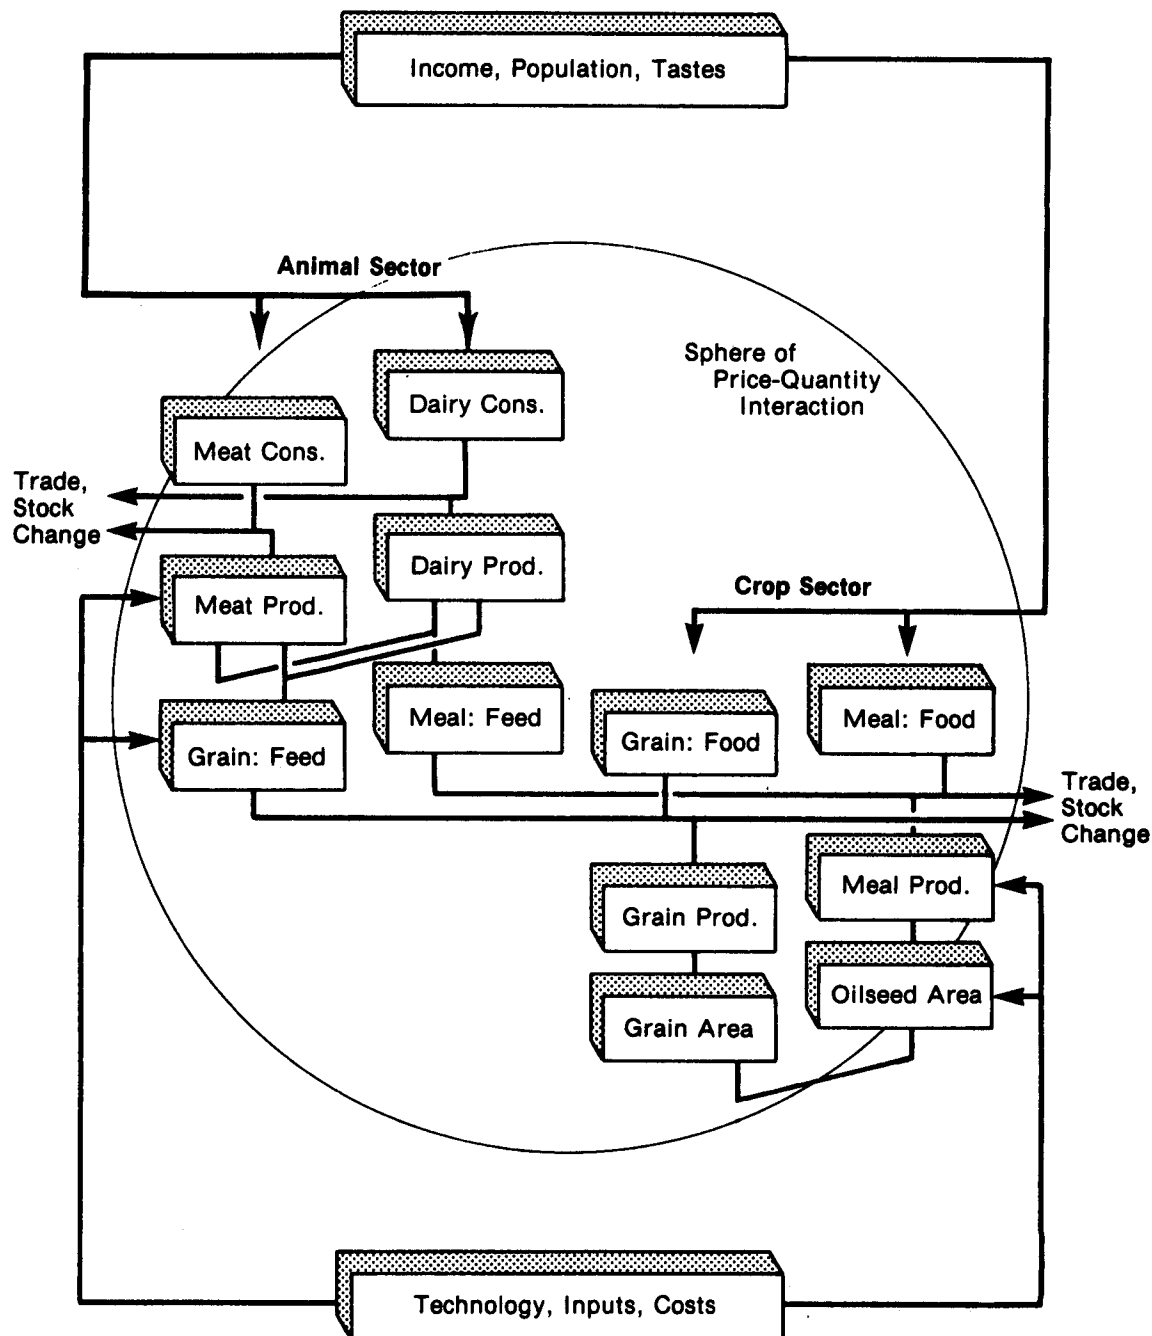 Income, Population, Tastes
Animal Sector
Sphere of
Price-Quantity
Interaction
Dairy Cons.
Meat Cons.
Trade,
Stock
Change
Dairy Prod.
Meat Prod.
Crop Sector
Meal: Feed
Meal: Food
Grain: Feed
Grain: Food
Trade,
Stock
Change
Meal Prod.
Grain Prod.
Oilseed Area
Grain Area
Technology, Inputs, Costs